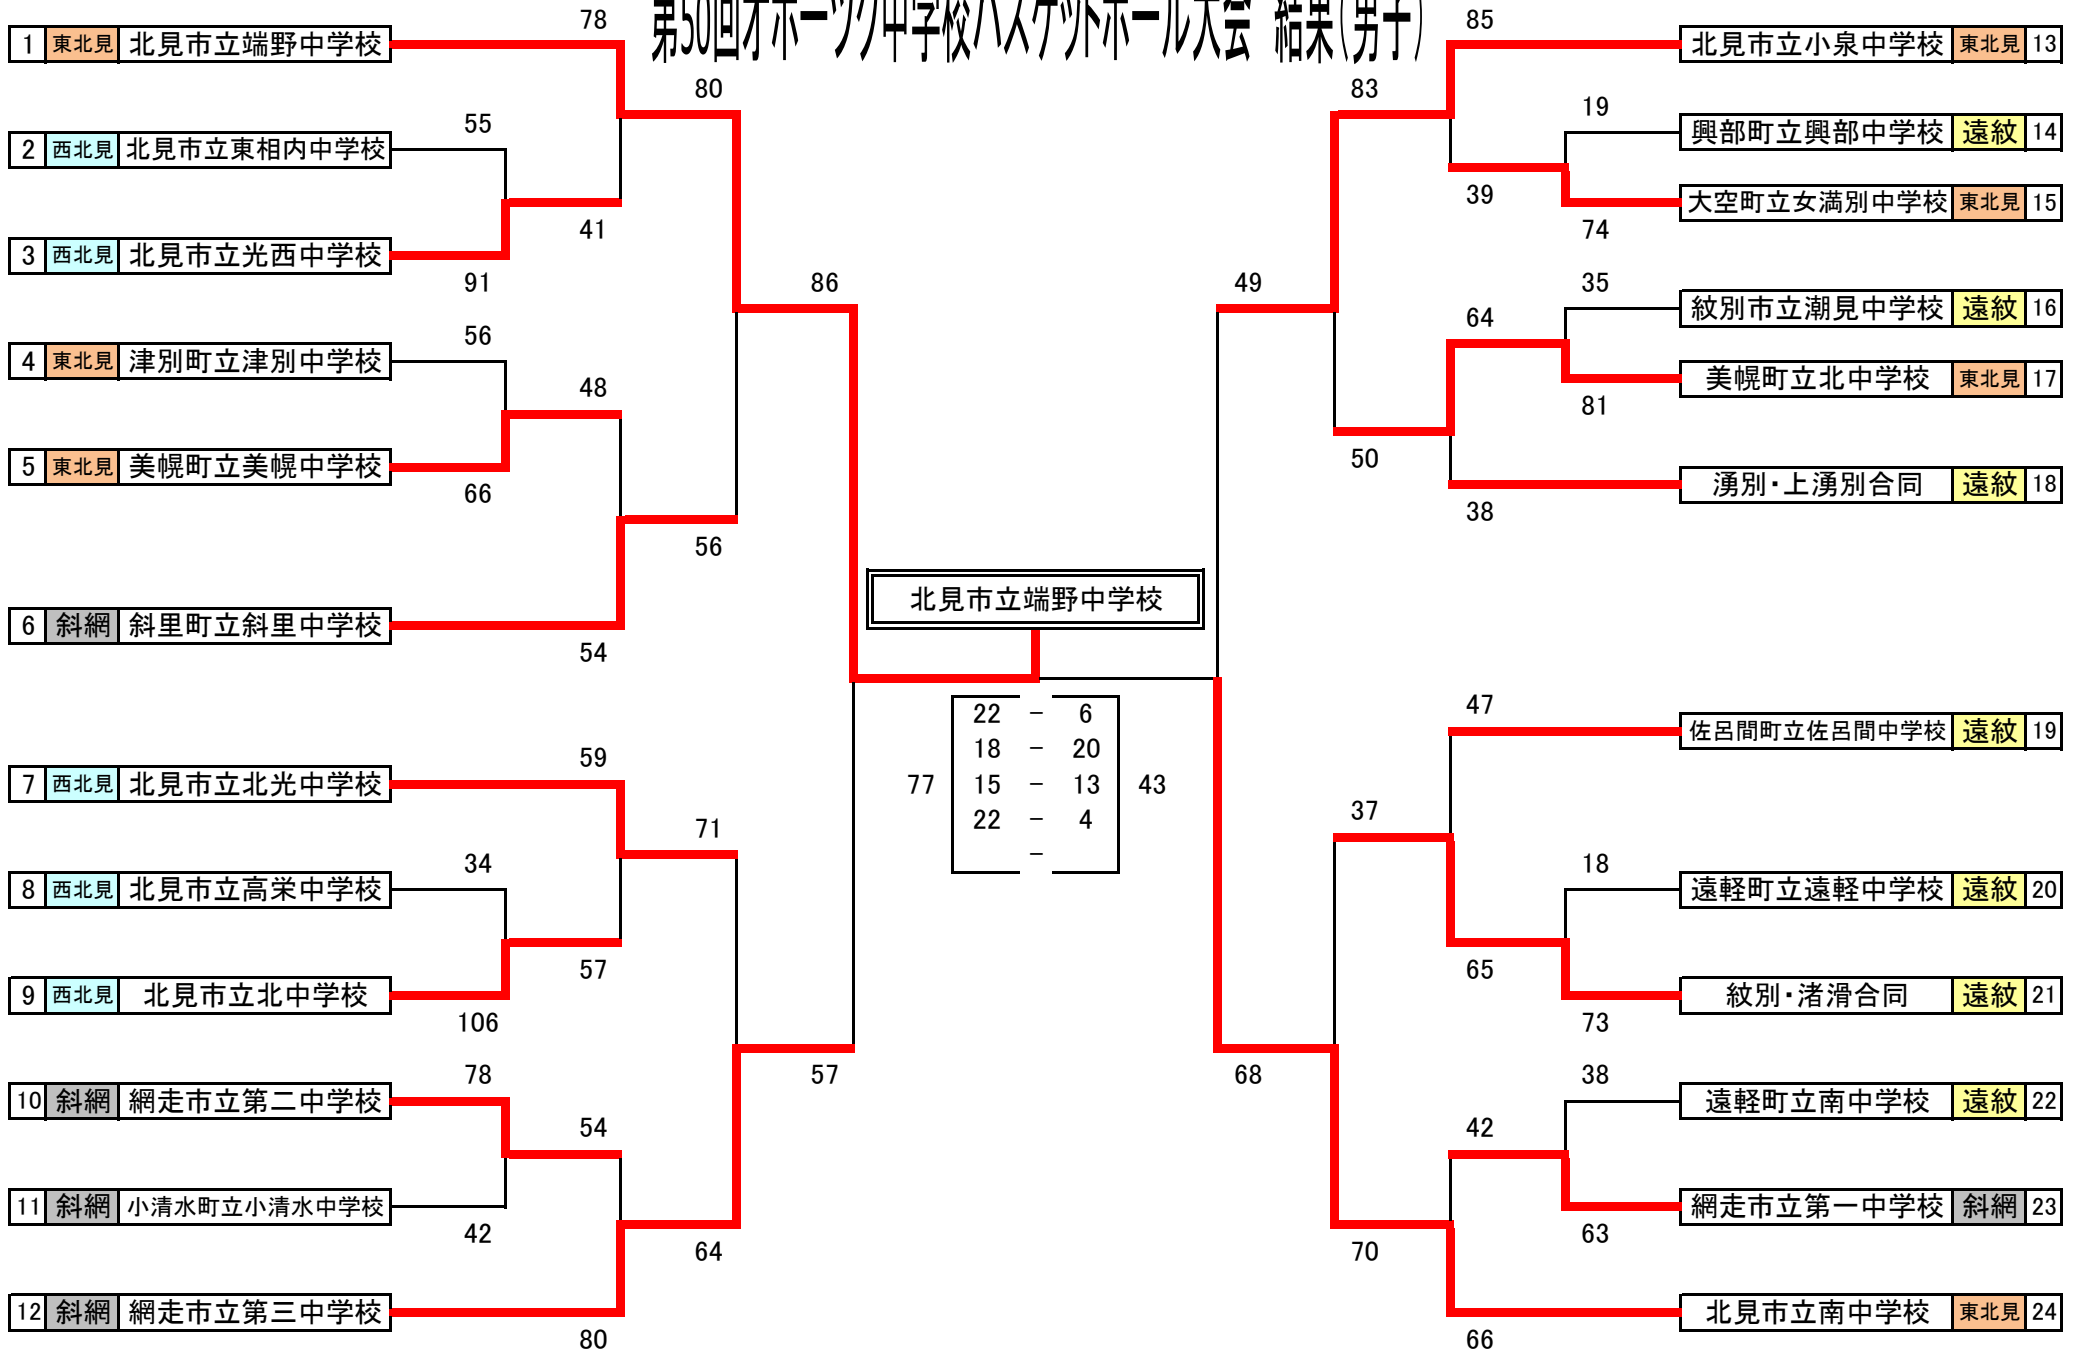 第50回オホーツク中学校バスケットボール大会 結果(男子)
1 東北見 北見市立端野中学校
2 西北見 北見市立東相内中学校
3 西北見 北見市立光西中学校
4 東北見 津別町立津別中学校
5 東北見 美幌町立美幌中学校
6 斜網 斜里町立斜里中学校
7 西北見 北見市立北光中学校
8 西北見 北見市立高栄中学校
9 西北見 北見市立北中学校
10 斜網 網走市立第二中学校
11 斜網 小清水町立小清水中学校
12 斜網 網走市立第三中学校
55
91
56
66
34
106
78
42
78
41
48
54
59
57
54
80
80
56
71
64
86
57
北見市立端野中学校
77
22 - 6
18 - 20
15 - 13
22 - 4
-
43
49
68
83
50
37
70
85
39
64
38
47
65
42
66
19
74
35
81
18
73
38
63
北見市立小泉中学校 東北見 13
興部町立興部中学校 遠紋 14
大空町立女満別中学校 東北見 15
紋別市立潮見中学校 遠紋 16
美幌町立北中学校 東北見 17
湧別・上湧別合同 遠紋 18
佐呂間町立佐呂間中学校 遠紋 19
遠軽町立遠軽中学校 遠紋 20
紋別・渚滑合同 遠紋 21
遠軽町立南中学校 遠紋 22
網走市立第一中学校 斜網 23
北見市立南中学校 東北見 24